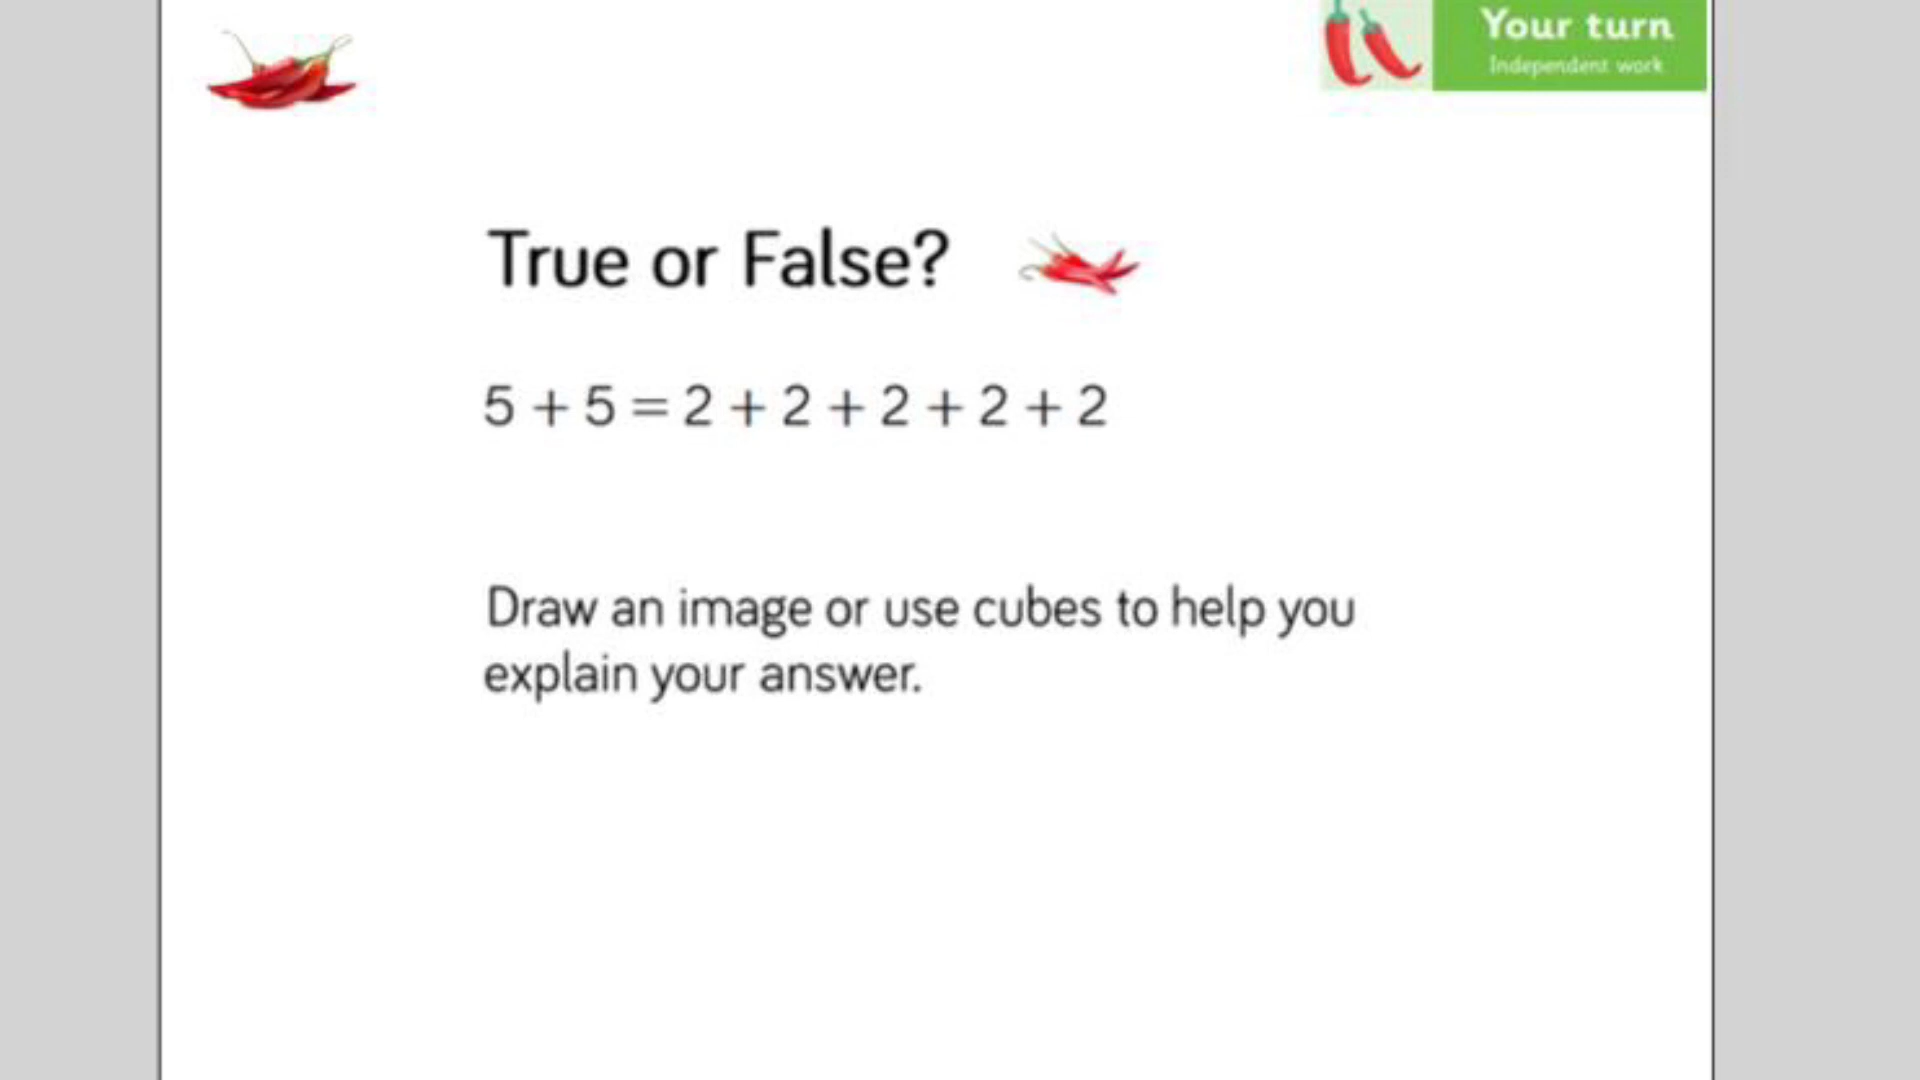 Your turn
Independent work
True or False?
5 + 5 = 2 + 2 + 2 + 2 + 2
Draw an image or use cubes to help you
explain your answer.